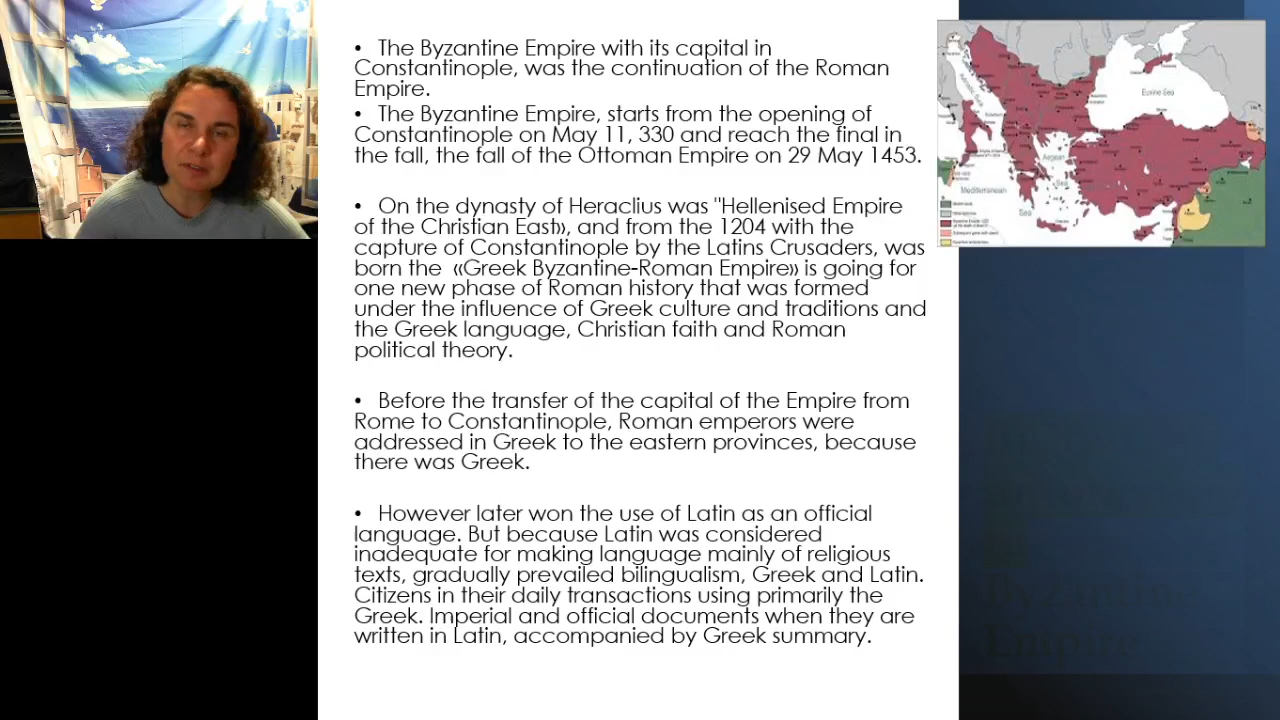 • The Byzantine Empire with its capital in
Constantinople, was the continuation of the Roman
Empire.
• The Byzantine Empire, starts from the opening of
Constantinople on May 11, 330 and reach the final in
the fall, the fall of the Ottoman Empire on 29 May 1453.
• On the dynasty of Heraclius was "Hellenised Empire
of the Christian East», and from the 1204 with the
capture of Constantinople by the Latins Crusaders, was
born the «Greek Byzantine-Roman Empire» is going for
one new phase of Roman history that was formed
under the influence of Greek culture and traditions and
the Greek language, Christian faith and Roman
political theory.
• Before the transfer of the capital of the Empire from
Rome to Constantinople, Roman emperors were
addressed in Greek to the eastern provinces, because
there was Greek.
• However later won the use of Latin as an official
language. But because Latin was considered
inadequate for making language mainly of religious
texts, gradually prevailed bilingualism, Greek and Latin.
Citizens in their daily transactions using primarily the
Greek. Imperial and official documents when they are
written in Latin, accompanied by Greek summary.
Euxine Sea
Aegean
Sea
Mediterranean
Sea
Byzantine
Empire